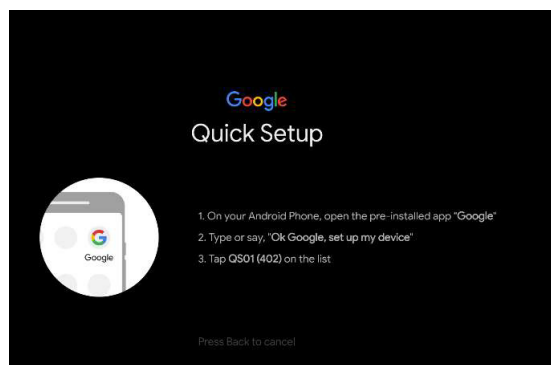 Google
Quick Setup
1. On your Android Phone, open the pre-installed app "Google"
2. Type or say, "Ok Google, set up my device"
3. Tap QS01 (402) on the list
G
Google
Press Back to cancel